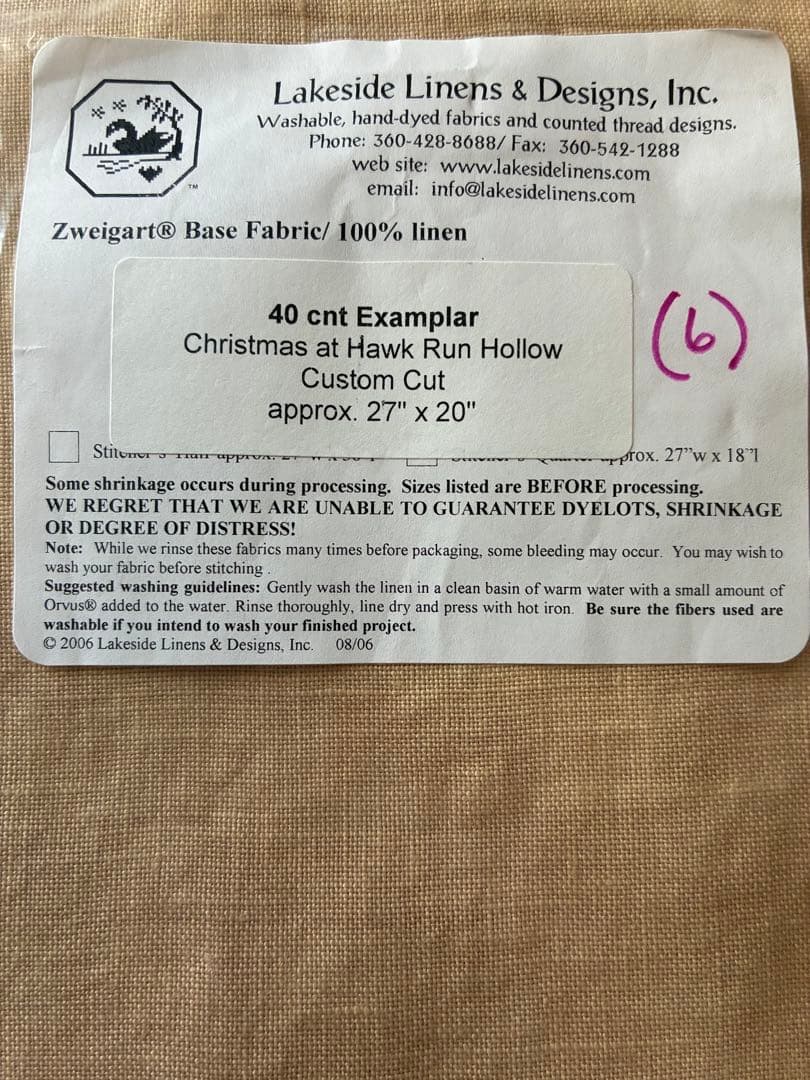 Lakeside Linens & Designs, Inc.
Washable, hand-dyed fabrics and counted thread designs.
Phone: 360-428-8688/ Fax: 360-542-1288
web site: www.lakesidelinens.com
email: info@lakesidelinens.com
TM
Zweigart® Base Fabric/ 100% linen
40 cnt Examplar
Christmas at Hawk Run Hollow
Custom Cut
approx. 27" x 20"
(6)
approx. 27"w x 18"l
Some shrinkage occurs during processing. Sizes listed are BEFORE processing.
WE REGRET THAT WE ARE UNABLE TO GUARANTEE DYELOTS, SHRINKAGE
OR DEGREE OF DISTRESS!
Note: While we rinse these fabrics many times before packaging, some bleeding may occur. You may wish to
wash your fabric before stitching .
Suggested washing guidelines: Gently wash the linen in a clean basin of warm water with a small amount of
Orvus® added to the water. Rinse thoroughly, line dry and press with hot iron. Be sure the fibers used are
washable if you intend to wash your finished project.
© 2006 Lakeside Linens & Designs, Inc. 08/06